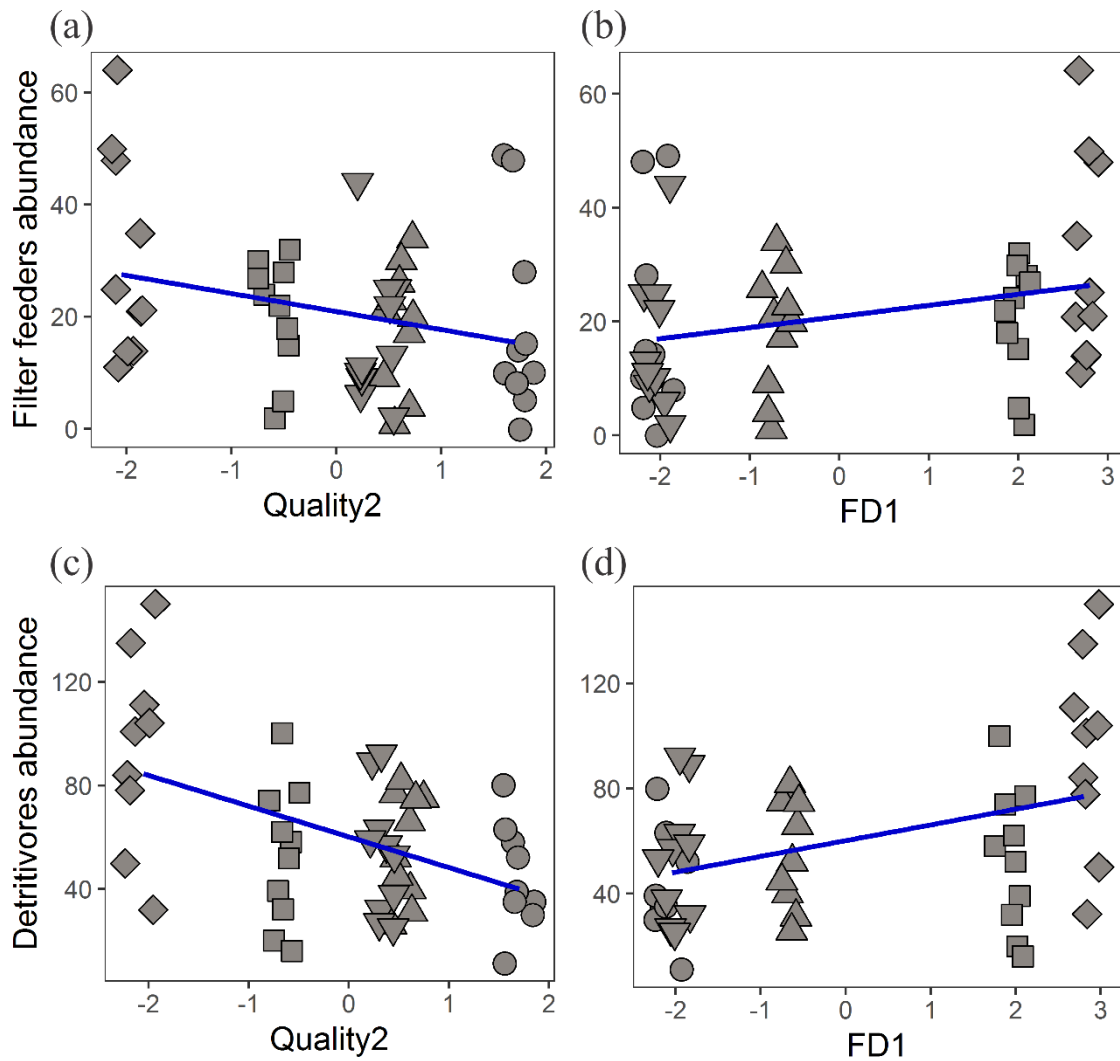 (a) (b)
Filter feeders abundance
60
40
20
0
-2 -1 0 1 2
Quality2
60
40
20
0
-2 -1 0 1 2 3
FD1
(c) (d)
Detritivores abundance
120
80
40
-2 -1 0 1 2
Quality2
120
80
40
-2 -1 0 1 2 3
FD1